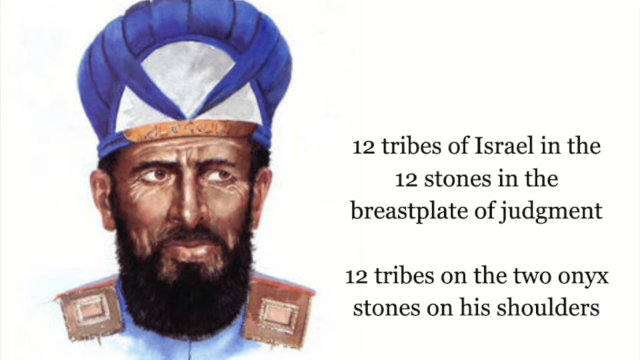 12 tribes of Israel in the
12 stones in the
breastplate of judgment
12 tribes on the two onyx
stones on his shoulders